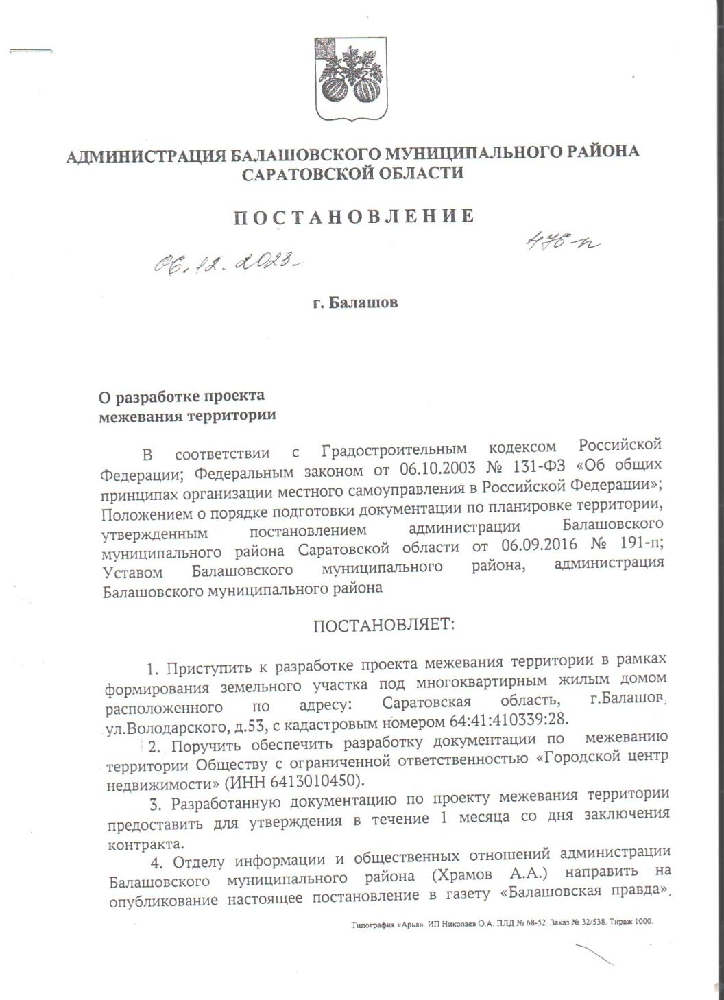 АДМИНИСТРАЦИЯ БАЛАШОВСКОГО МУНИЦИПАЛЬНОГО РАЙОНА
САРАТОВСКОЙ ОБЛАСТИ
ПОСТАНОВЛЕНИЕ
476-п
06.12.2023
г. Балашов
О разработке проекта
межевания территории
В соответствии с Градостроительным кодексом Российской
Федерации; Федеральным законом от 06.10.2003 № 131-ФЗ «Об общих
принципах организации местного самоуправления в Российской Федерации»;
Положением о порядке подготовки документации по планировке территории,
утвержденным постановлением администрации Балашовского
муниципального района Саратовской области от 06.09.2016 № 191-п;
Уставом Балашовского муниципального района, администрация
Балашовского муниципального района
ПОСТАНОВЛЯЕТ:
1. Приступить к разработке проекта межевания территории в рамках
формирования земельного участка под многоквартирным жилым домом
расположенного по адресу: Саратовская область, г.Балашов,
ул.Володарского, д.53, с кадастровым номером 64:41:410339:28.
2. Поручить обеспечить разработку документации по межеванию
территории Обществу с ограниченной ответственностью «Городской центр
недвижимости» (ИНН 6413010450).
3. Разработанную документацию по проекту межевания территории
предоставить для утверждения в течение 1 месяца со дня заключения
контракта.
4. Отделу информации и общественных отношений администрации
Балашовского муниципального района (Храмов А.А.) направить на
опубликование настоящее постановление в газету «Балашовская правда»,
Типография «Арья». ИП Николаев О.А. ПЛД № 68-52. Заказ № 32/538. Тираж 1000.